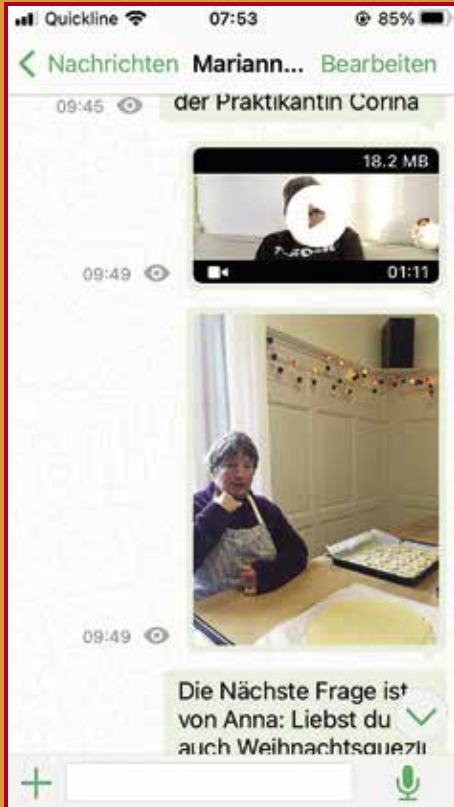 Quickline 07:53 85%
Nachrichten Mariann... Bearbeiten
der Praktikantin Corina
09:45
18.2 MB
01:11
09:49
09:49
Die Nächste Frage ist
von Anna: Liebst du
auch Weihnachtsguezli